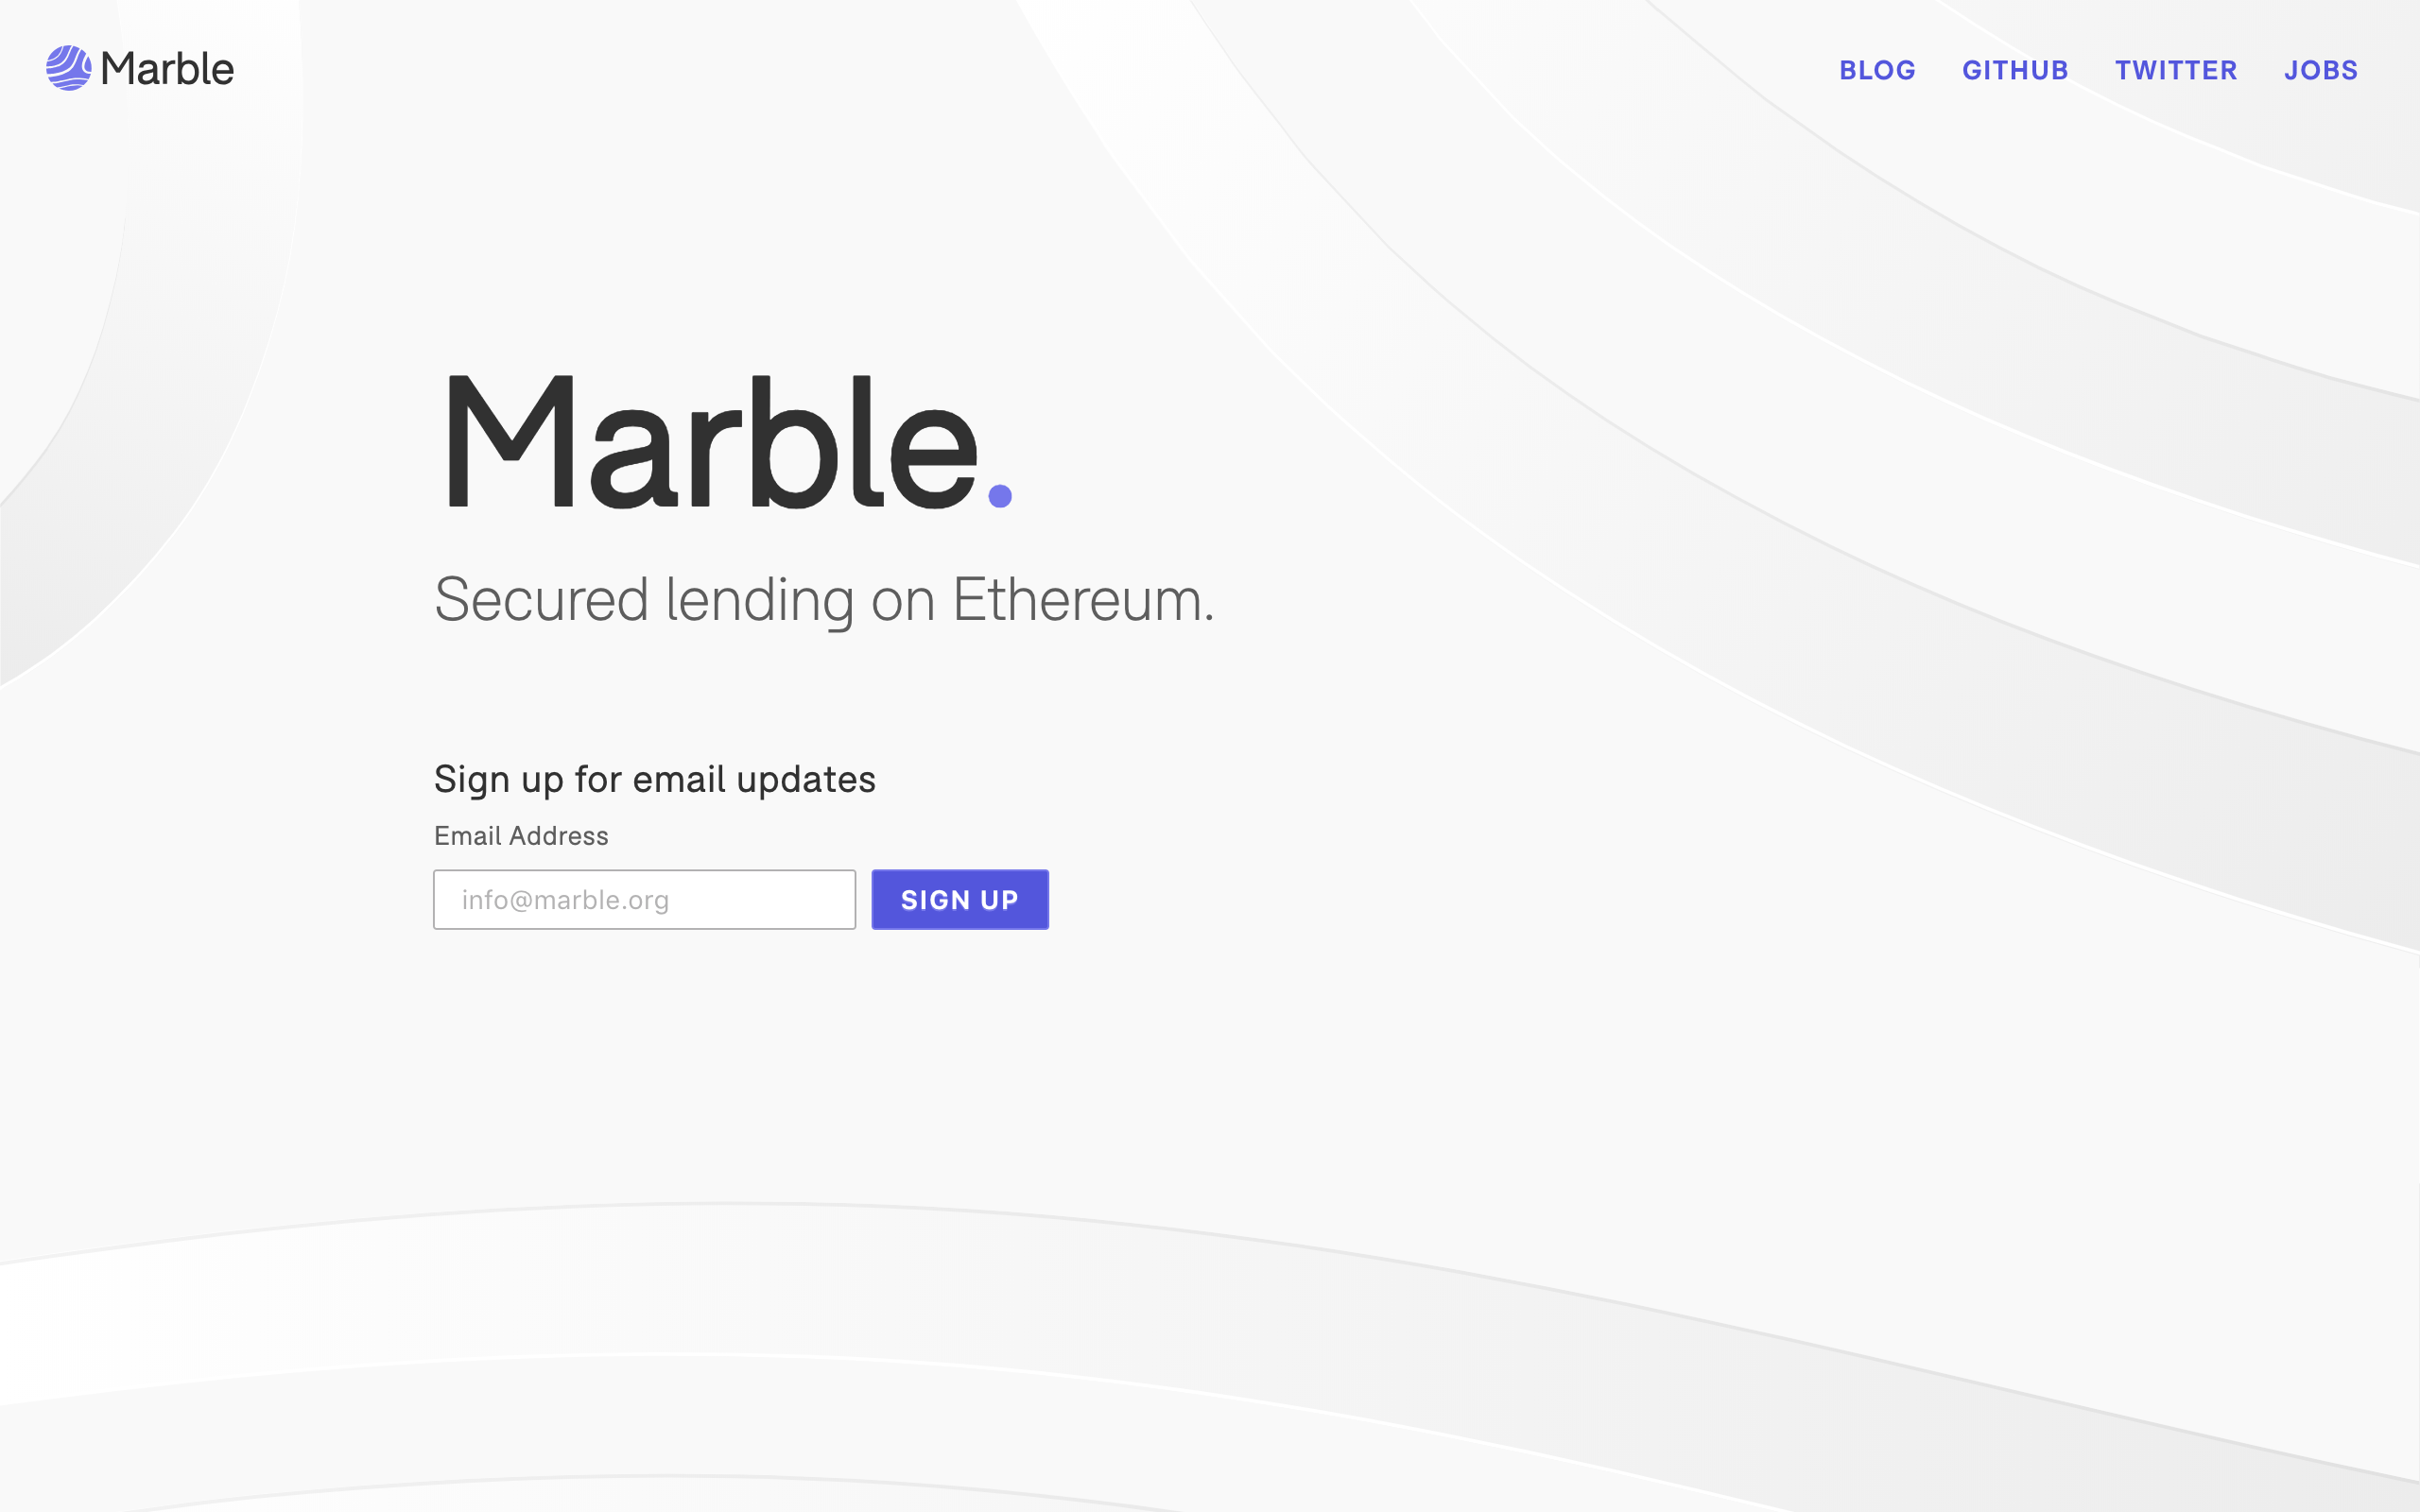 Marble
BLOG GITHUB TWITTER JOBS
Marble.
Secured lending on Ethereum.
Sign up for email updates
Email Address
info@marble.org
SIGN UP